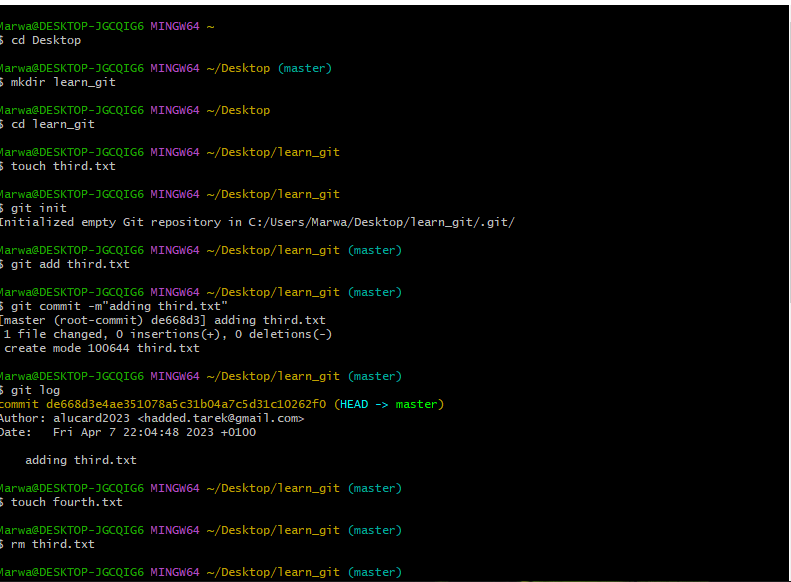 Marwa@DESKTOP-JGCQIG6 MINGW64 ~
$ cd Desktop
Marwa@DESKTOP-JGCQIG6 MINGW64 ~/Desktop (master)
$ mkdir learn_git
Marwa@DESKTOP-JGCQIG6 MINGW64 ~/Desktop
$ cd learn_git
Marwa@DESKTOP-JGCQIG6 MINGW64 ~/Desktop/learn_git
$ touch third.txt
Marwa@DESKTOP-JGCQIG6 MINGW64 ~/Desktop/learn_git
$ git init
Initialized empty Git repository in C:/Users/Marwa/Desktop/learn_git/.git/
Marwa@DESKTOP-JGCQIG6 MINGW64 ~/Desktop/learn_git (master)
$ git add third.txt
Marwa@DESKTOP-JGCQIG6 MINGW64 ~/Desktop/learn_git (master)
$ git commit -m"adding third.txt"
[master (root-commit) de668d3] adding third.txt
1 file changed, 0 insertions(+), 0 deletions(-)
create mode 100644 third.txt
Marwa@DESKTOP-JGCQIG6 MINGW64 ~/Desktop/learn_git (master)
$ git log
commit de668d3e4ae351078a5c31b04a7c5d31c10262f0 (HEAD -> master)
Author: alucard2023 <hadded.tarek@gmail.com>
Date:   Fri Apr 7 22:04:48 2023 +0100
adding third.txt
Marwa@DESKTOP-JGCQIG6 MINGW64 ~/Desktop/learn_git (master)
$ touch fourth.txt
Marwa@DESKTOP-JGCQIG6 MINGW64 ~/Desktop/learn_git (master)
$ rm third.txt
Marwa@DESKTOP-JGCQIG6 MINGW64 ~/Desktop/learn_git (master)